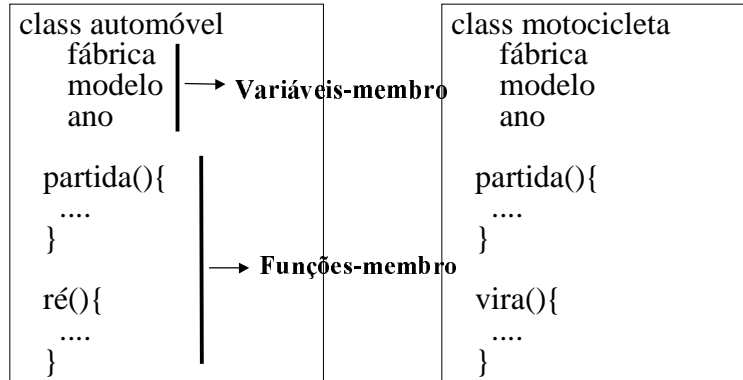 class automóvel
fábrica
modelo
ano
partida(){
....
}
ré(){
....
}
Variáveis-membro
Funções-membro
class motocicleta
fábrica
modelo
ano
partida(){
....
}
vira(){
....
}